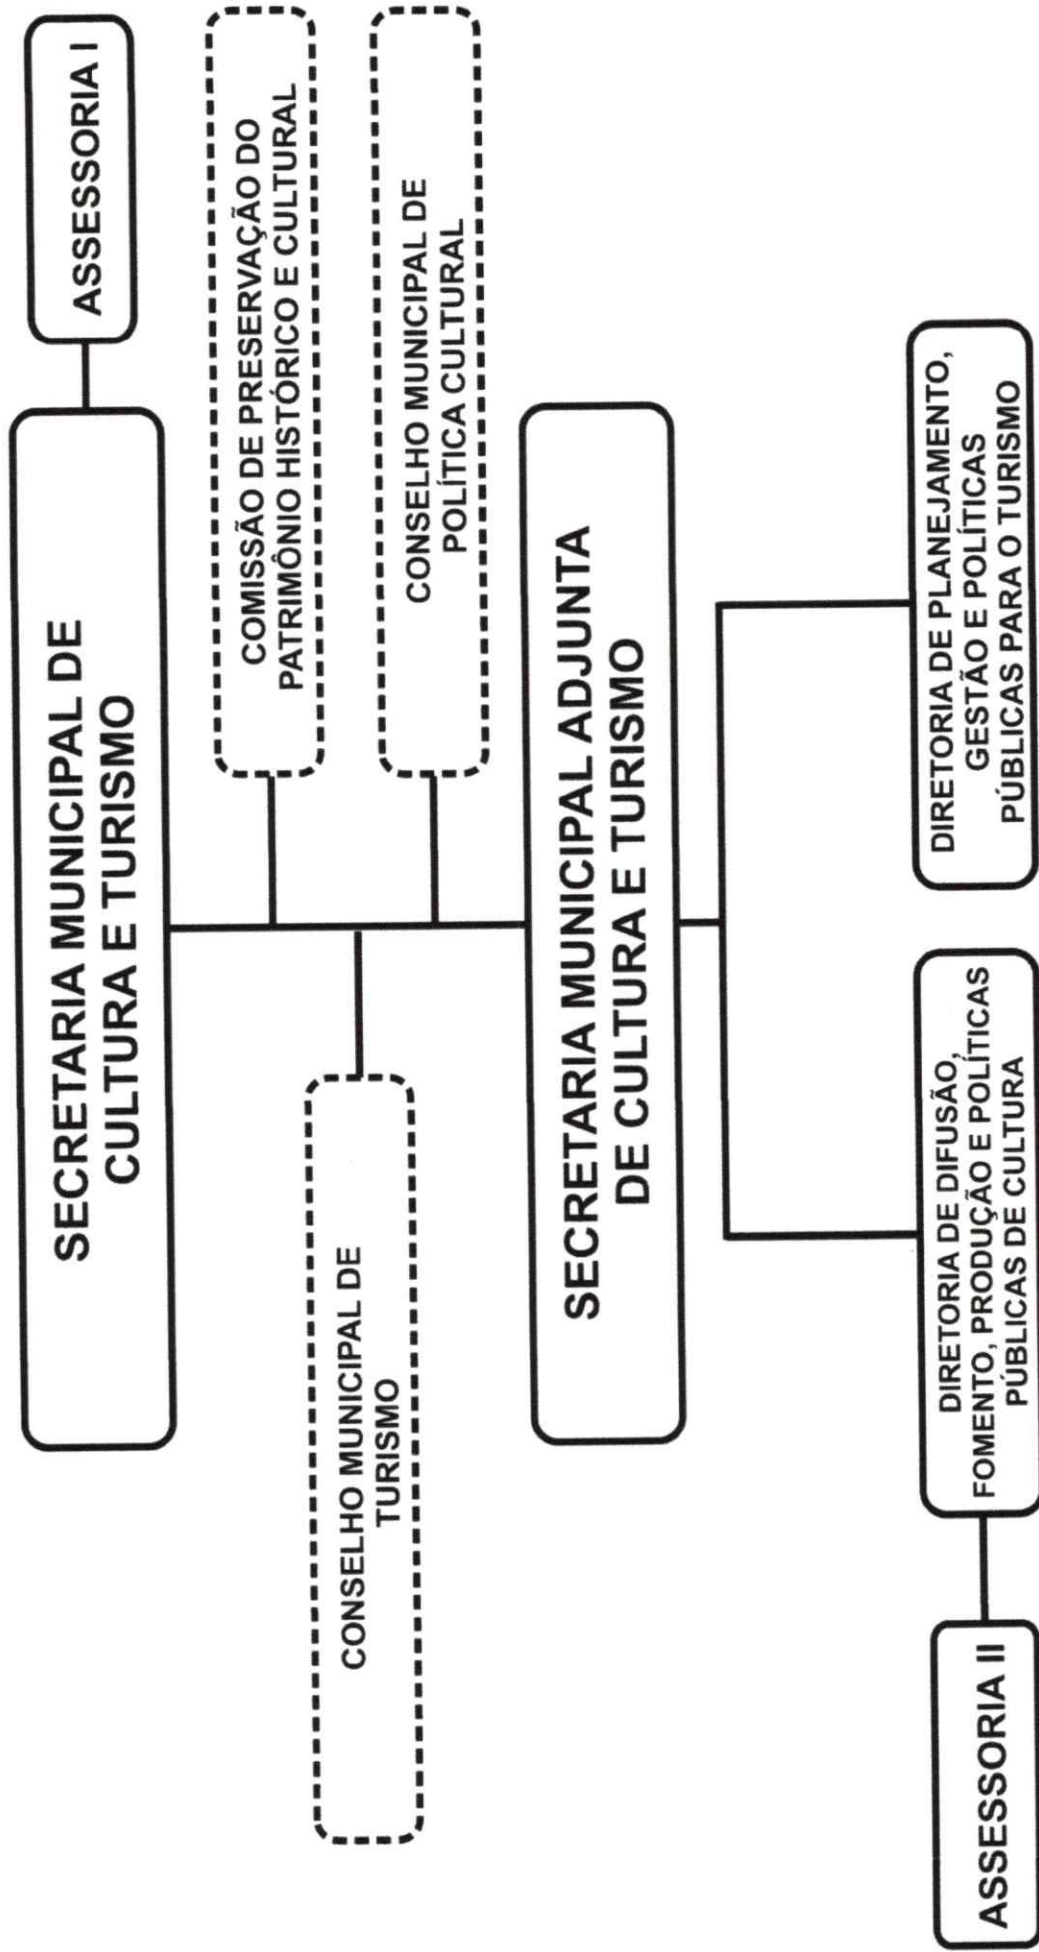 SECRETARIA MUNICIPAL DE
CULTURA E TURISMO
ASSESSORIA I
COMISSÃO DE PRESERVAÇÃO DO
PATRIMÔNIO HISTÓRICO E CULTURAL
CONSELHO MUNICIPAL DE
TURISMO
CONSELHO MUNICIPAL DE
POLÍTICA CULTURAL
SECRETARIA MUNICIPAL ADJUNTA
DE CULTURA E TURISMO
ASSESSORIA II
DIRETORIA DE DIFUSÃO,
FOMENTO, PRODUÇÃO E POLÍTICAS
PÚBLICAS DE CULTURA
DIRETORIA DE PLANEJAMENTO,
GESTÃO E POLÍTICAS
PÚBLICAS PARA O TURISMO